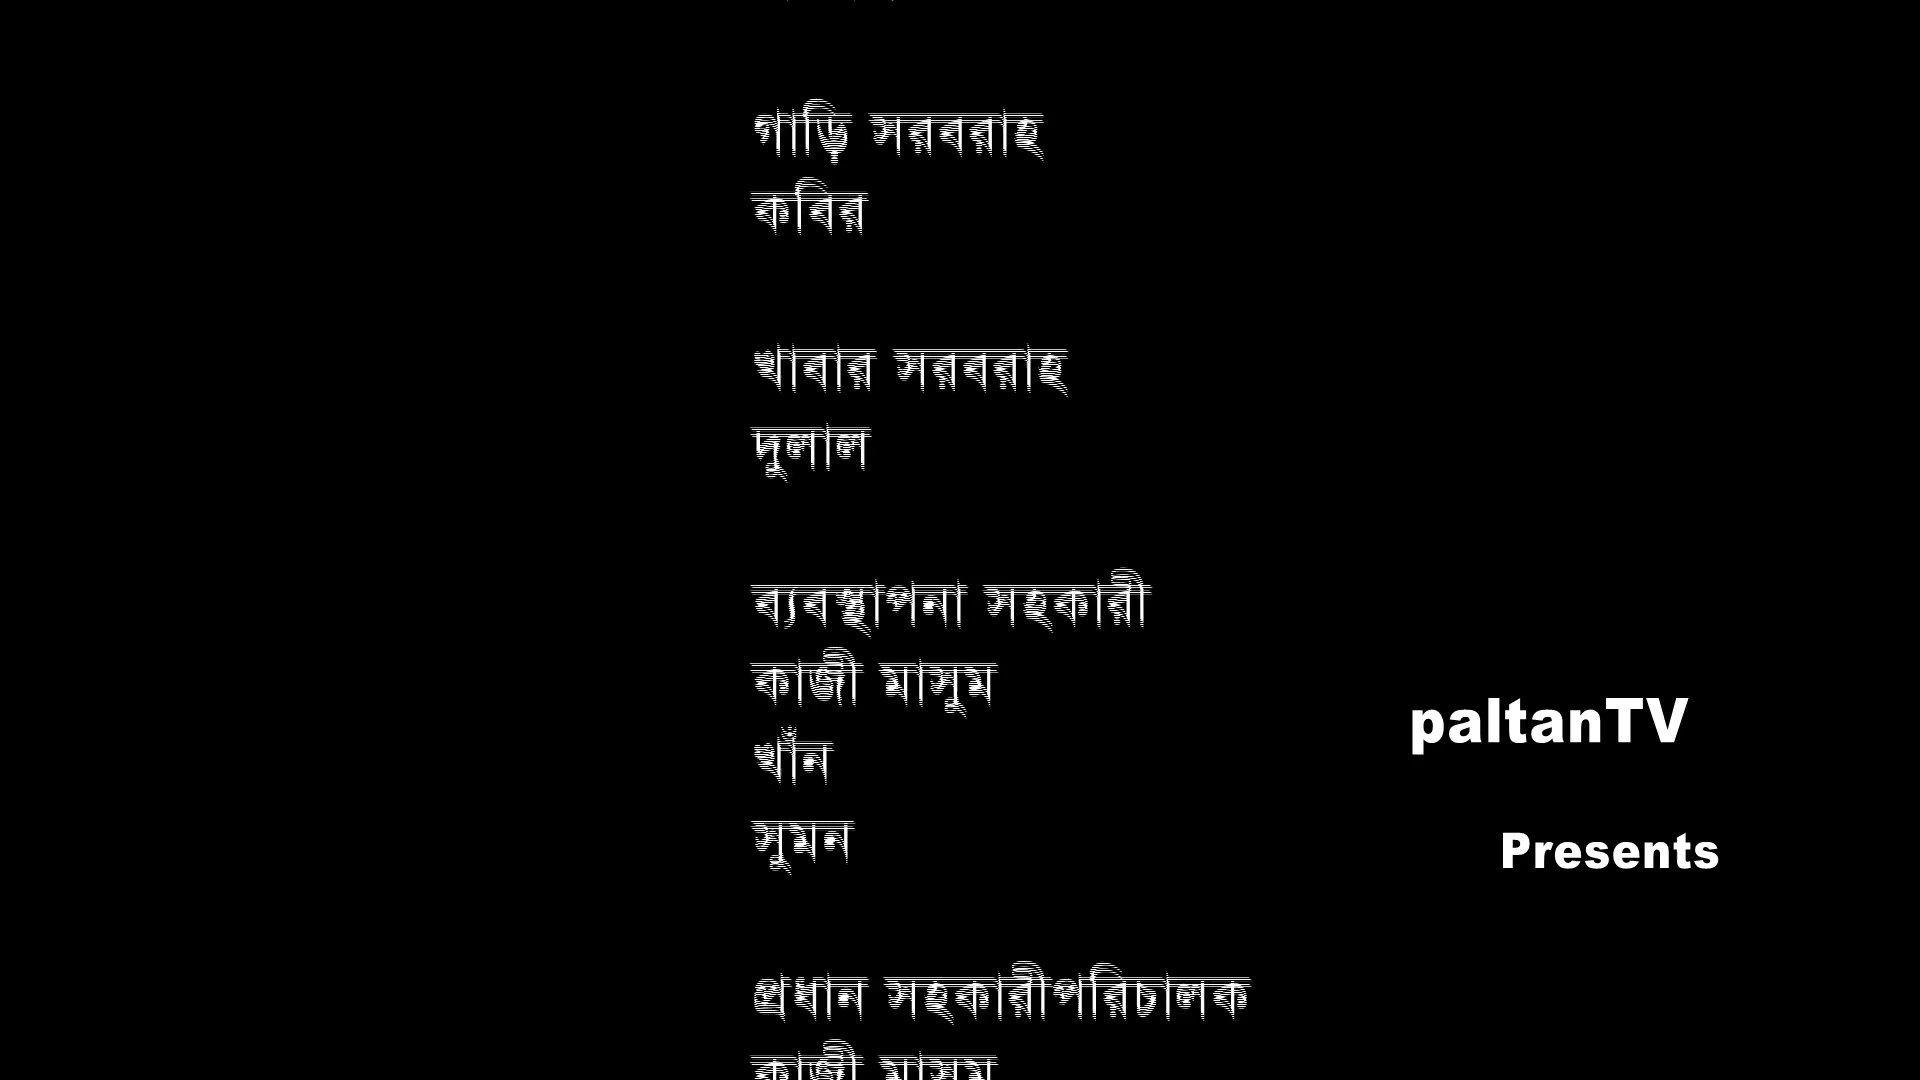 গাড়ি সরবরাহ
কবির
খাবার সরবরাহ
দুলাল
ব্যবস্থাপনা সহকারী
কাজী মাসুম
খাঁন
সুমন
paltanTV
Presents
প্রধান সহকারীপরিচালক
কাজী মাসুম